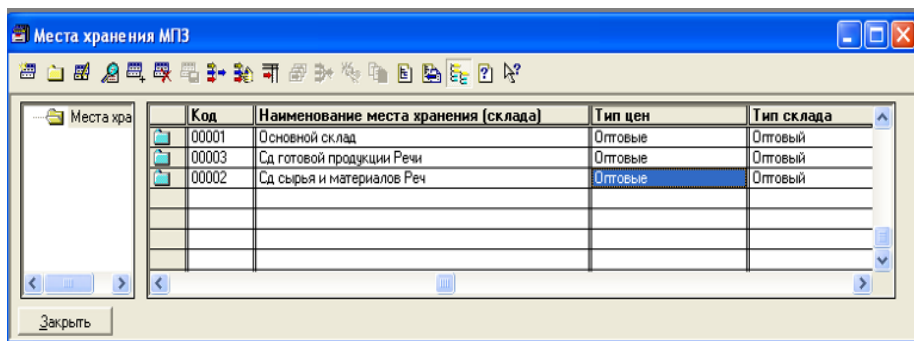 Места хранения МПЗ
Места хра
Код Наименование места хранения (склада) Тип цен Тип склада
00001 Основной склад Оптовые Оптовый
00003 Сд готовой продукции Речи Оптовые Оптовый
00002 Сд сырья и материалов Реч Оптовые Оптовый
Закрыть